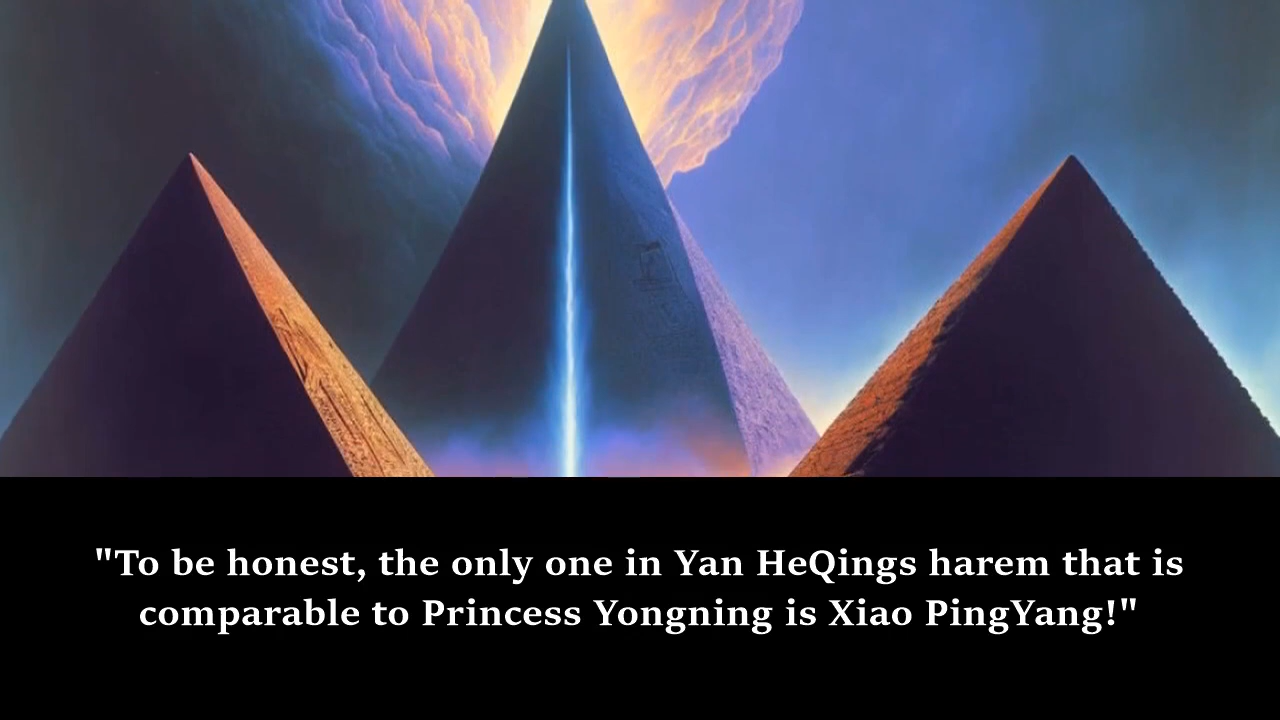 "To be honest, the only one in Yan HeQings harem that is
comparable to Princess Yongning is Xiao PingYang!"